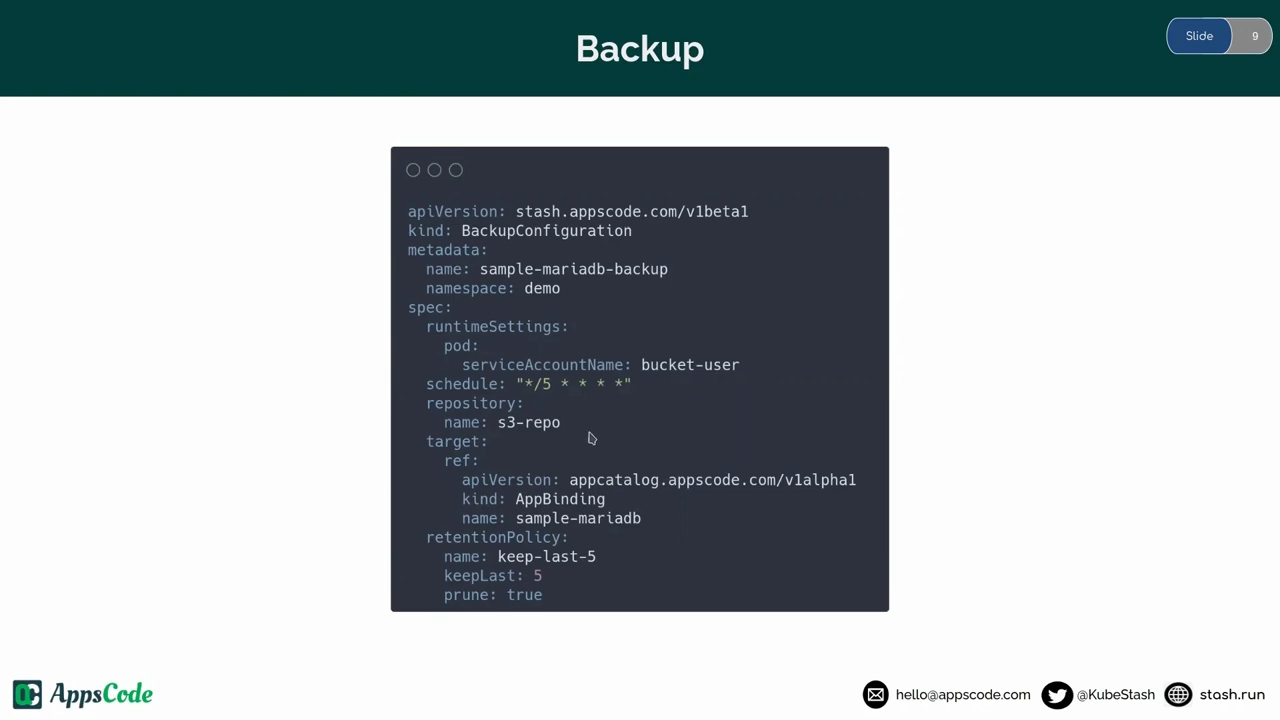 Backup
Slide 9
apiVersion: stash.appscode.com/v1beta1
kind: BackupConfiguration
metadata:
  name: sample-mariadb-backup
  namespace: demo
spec:
  runtimeSettings:
    pod:
      serviceAccountName: bucket-user
  schedule: "*/5 * * * *"
  repository:
    name: s3-repo
  target:
    ref:
      apiVersion: appcatalog.appscode.com/v1alpha1
      kind: AppBinding
      name: sample-mariadb
  retentionPolicy:
    name: keep-last-5
    keepLast: 5
    prune: true
AppsCode
hello@appscode.com @KubeStash stash.run